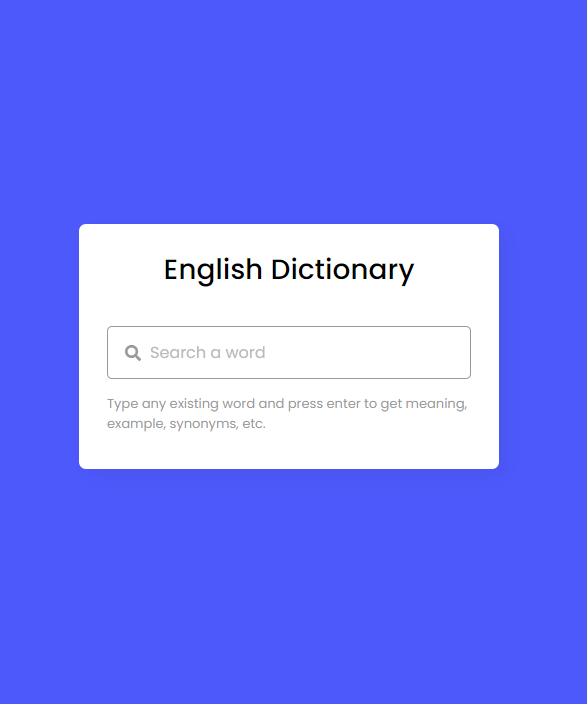 English Dictionary
Search a word
Type any existing word and press enter to get meaning,
example, synonyms, etc.